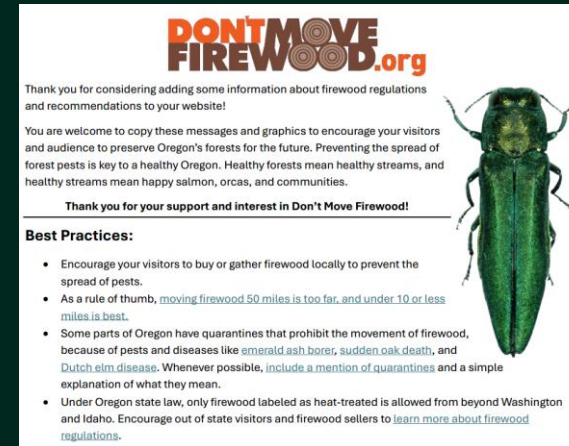 DON'T MOVE
FIREWOOD.org
Thank you for considering adding some information about firewood regulations
and recommendations to your website!
You are welcome to copy these messages and graphics to encourage your visitors
and audience to preserve Oregon's forests for the future. Preventing the spread of
forest pests is key to a healthy Oregon. Healthy forests mean healthy streams, and
healthy streams mean happy salmon, orcas, and communities.
Thank you for your support and interest in Don't Move Firewood!
Best Practices:
• Encourage your visitors to buy or gather firewood locally to prevent the
spread of pests.
• As a rule of thumb, moving firewood 50 miles is too far, and under 10 or less
miles is best.
• Some parts of Oregon have quarantines that prohibit the movement of firewood,
because of pests and diseases like emerald ash borer, sudden oak death, and
Dutch elm disease. Whenever possible, include a mention of quarantines and a simple
explanation of what they mean.
• Under Oregon state law, only firewood labeled as heat-treated is allowed from beyond Washington
and Idaho. Encourage out of state visitors and firewood sellers to learn more about firewood
regulations.